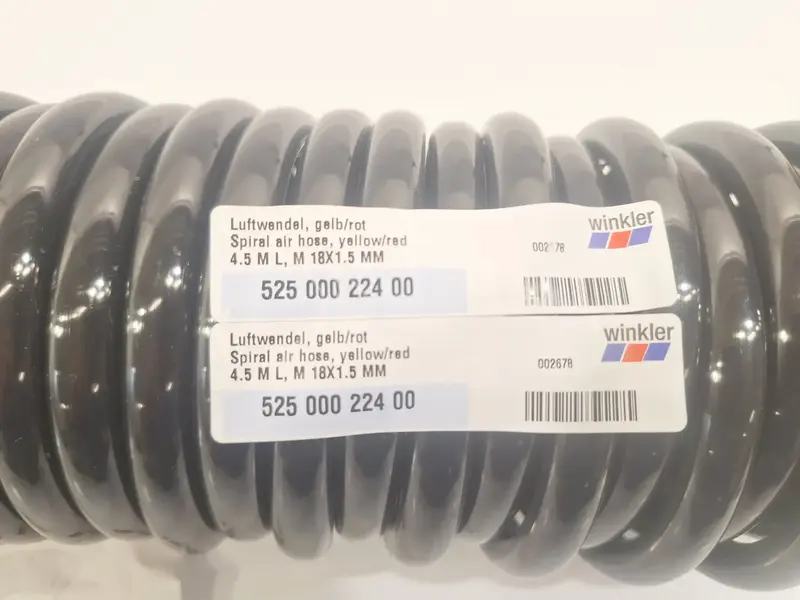 Luftwendel, gelb/rot
Spiral air hose, yellow/red
4.5 M L, M 18X1.5 MM
525 000 224 00
winkler
Luftwendel, gelb/rot
Spiral air hose, yellow/red
4.5 M L, M 18X1.5 MM
525 000 224 00
002678
winkler